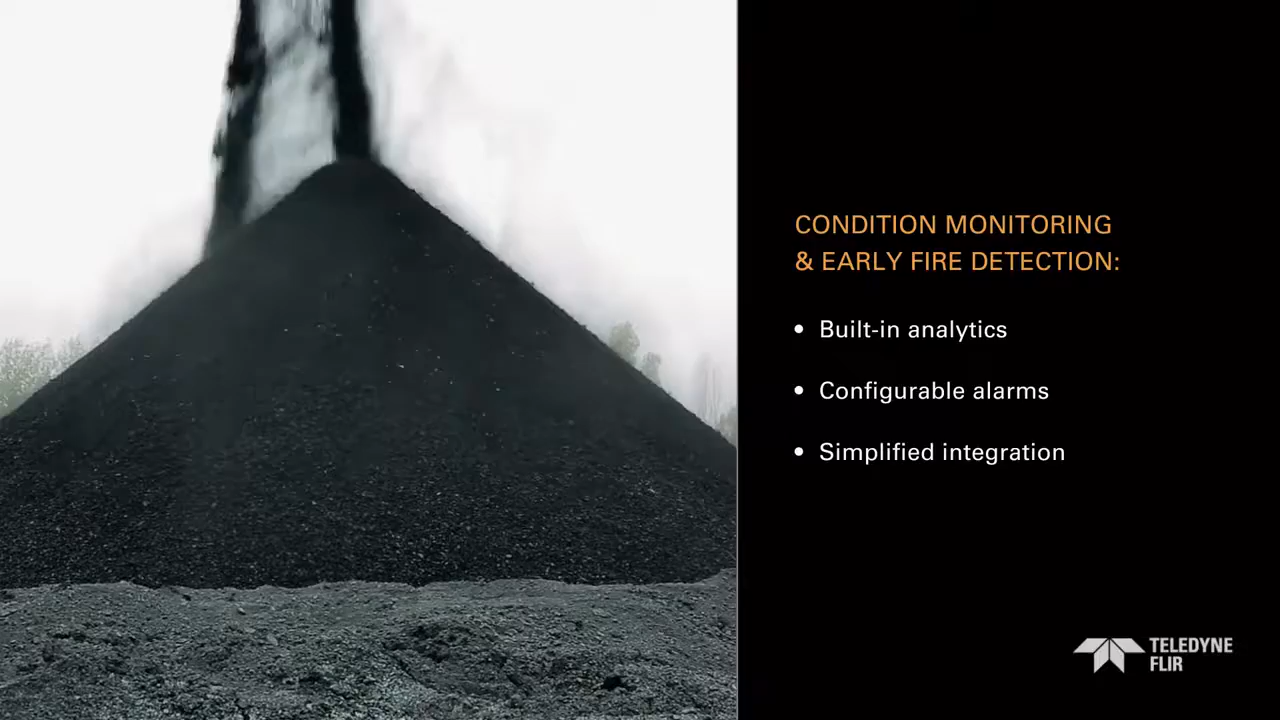 CONDITION MONITORING
& EARLY FIRE DETECTION:
• Built-in analytics
• Configurable alarms
• Simplified integration
TELEDYNE
FLIR